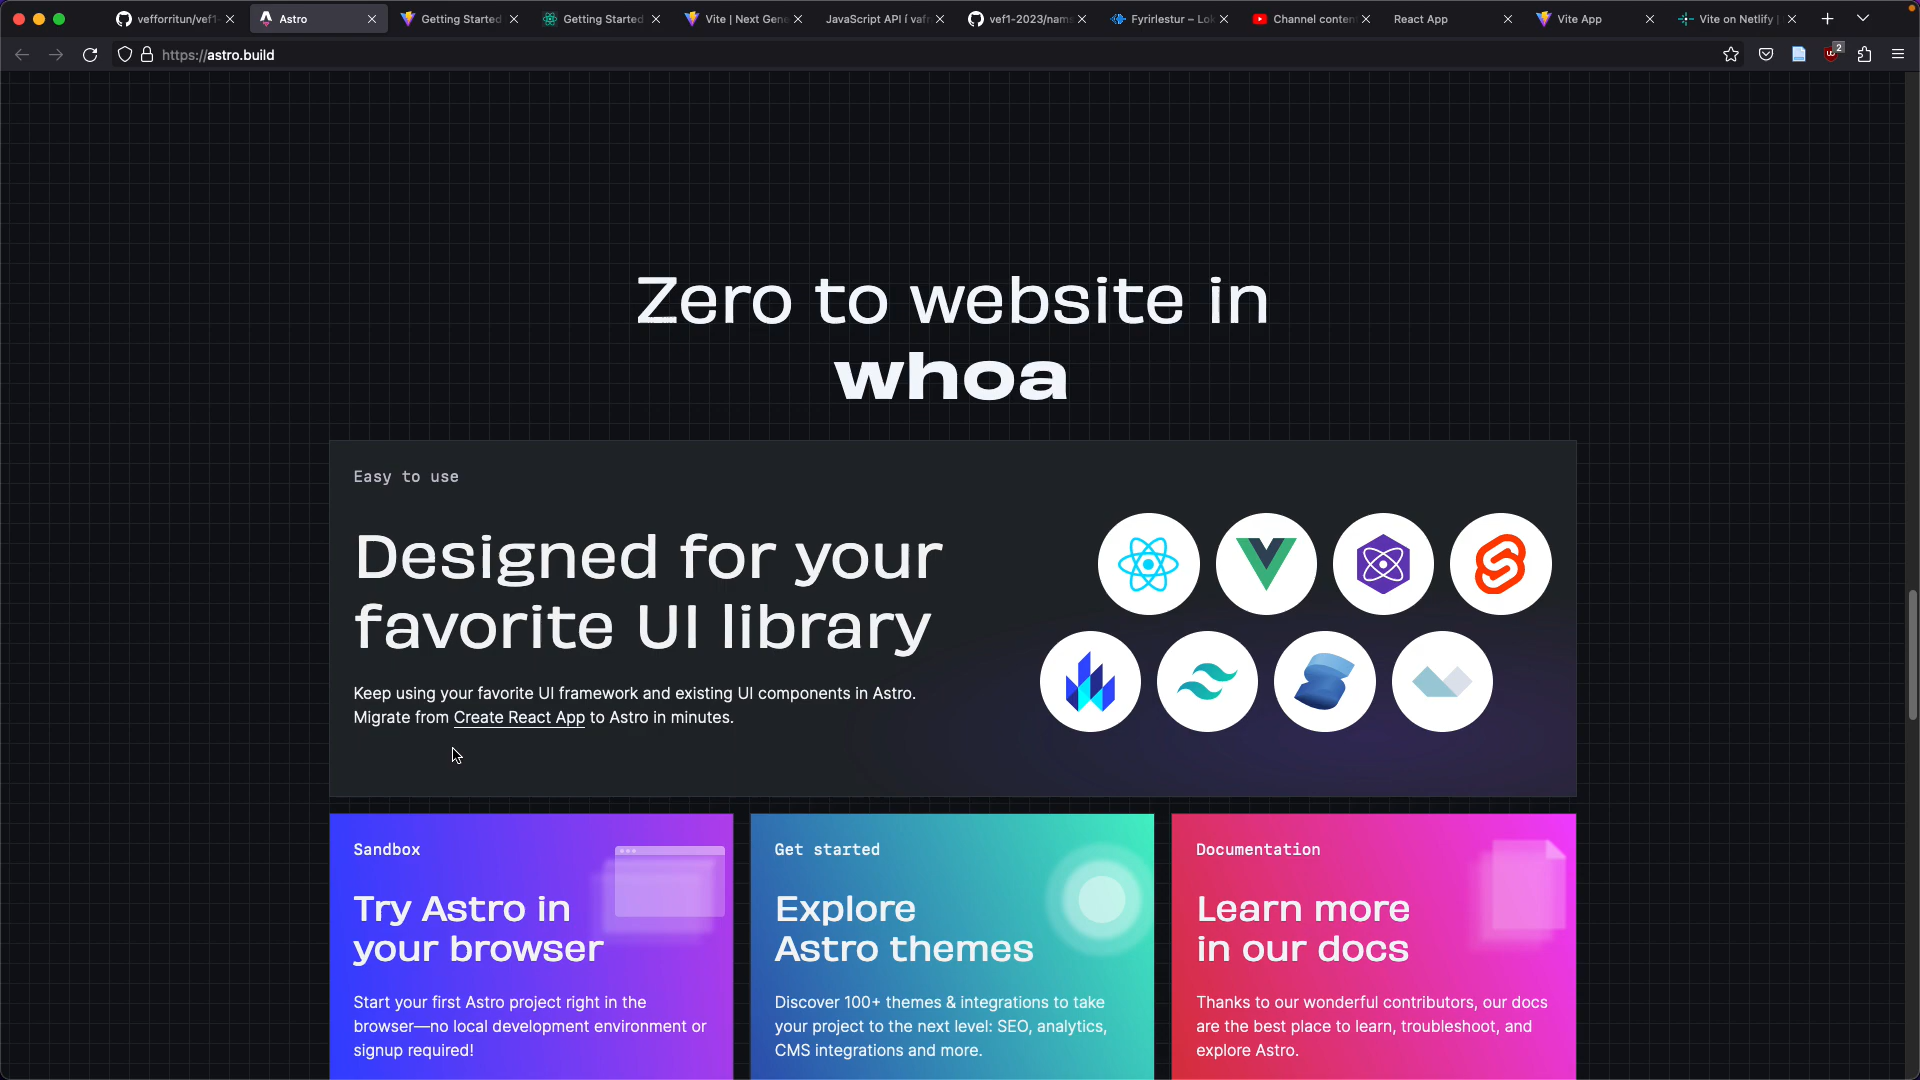 vefforritun/vef1-
Astro
Getting Started
Getting Started
Vite | Next Gene
JavaScript API í vafr
vef1-2023/nams
Fyrirlestur – Lok
Channel content
React App
Vite App
Vite on Netlify |
https://astro.build
2
Zero to website in
whoa
Easy to use
Designed for your
favorite UI library
Keep using your favorite UI framework and existing UI components in Astro.
Migrate from Create React App to Astro in minutes.
Sandbox
Try Astro in
your browser
Start your first Astro project right in the
browser—no local development environment or
signup required!
Get started
Explore
Astro themes
Discover 100+ themes & integrations to take
your project to the next level: SEO, analytics,
CMS integrations and more.
Documentation
Learn more
in our docs
Thanks to our wonderful contributors, our docs
are the best place to learn, troubleshoot, and
explore Astro.